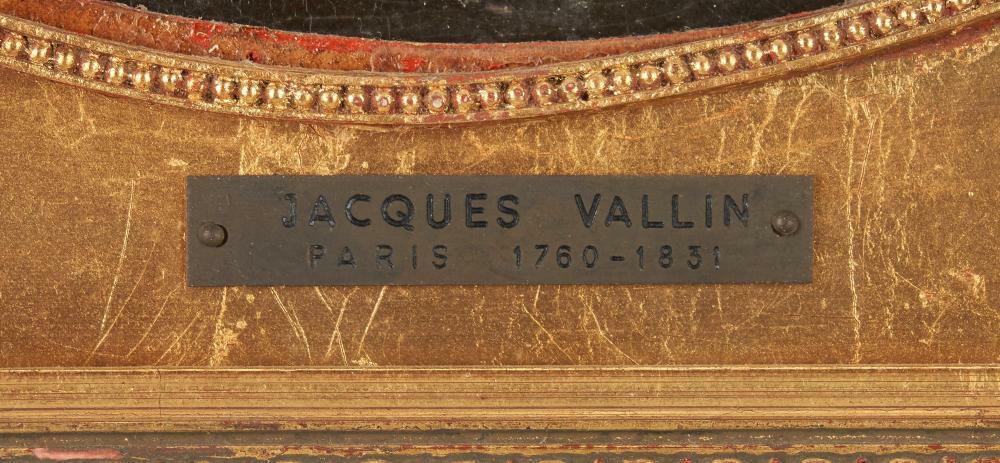 JACQUES VALLIN
PARIS 1760-1831